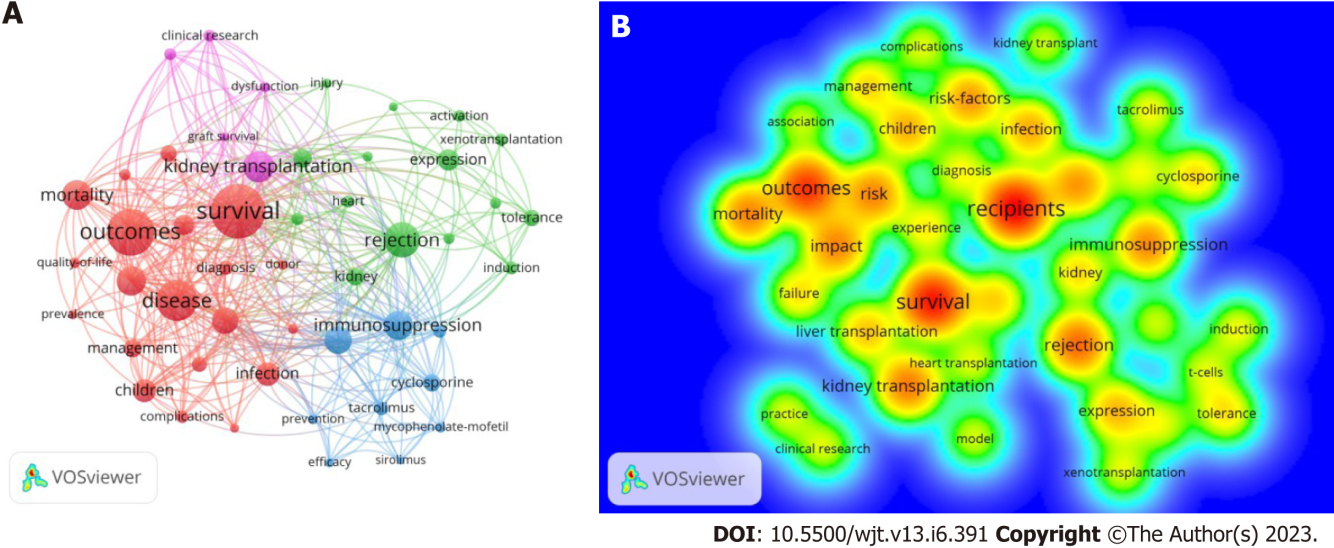 A
clinical research
dysfunction
injury
activation
graft survival
xenotransplantation
kidney transplantation
expression
mortality
heart
survival
tolerance
outcomes
rejection
quality-of-life
diagnosis
donor
induction
kidney
disease
prevalence
immunosuppression
management
infection
children
cyclosporine
tacrolimus
complications
prevention
mycophenolate-mofetil
efficacy
sirolimus
VOSviewer
B
complications
kidney transplant
management
risk-factors
tacrolimus
association
children
infection
diagnosis
cyclosporine
outcomes
risk
mortality
recipients
experience
impact
immunosuppression
kidney
failure
survival
liver transplantation
induction
rejection
heart transplantation
t-cells
kidney transplantation
practice
expression
tolerance
clinical research
model
xenotransplantation
VOSviewer
DOI: 10.5500/wjt.v13.i6.391 Copyright ©The Author(s) 2023.